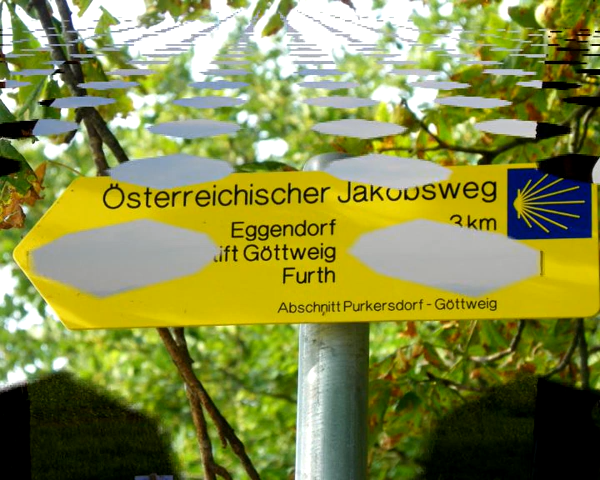 Österreichischer Jakobsweg
Eggendorf 3 km
Göttweig
Furth
Abschnitt Purkersdorf - Göttweig